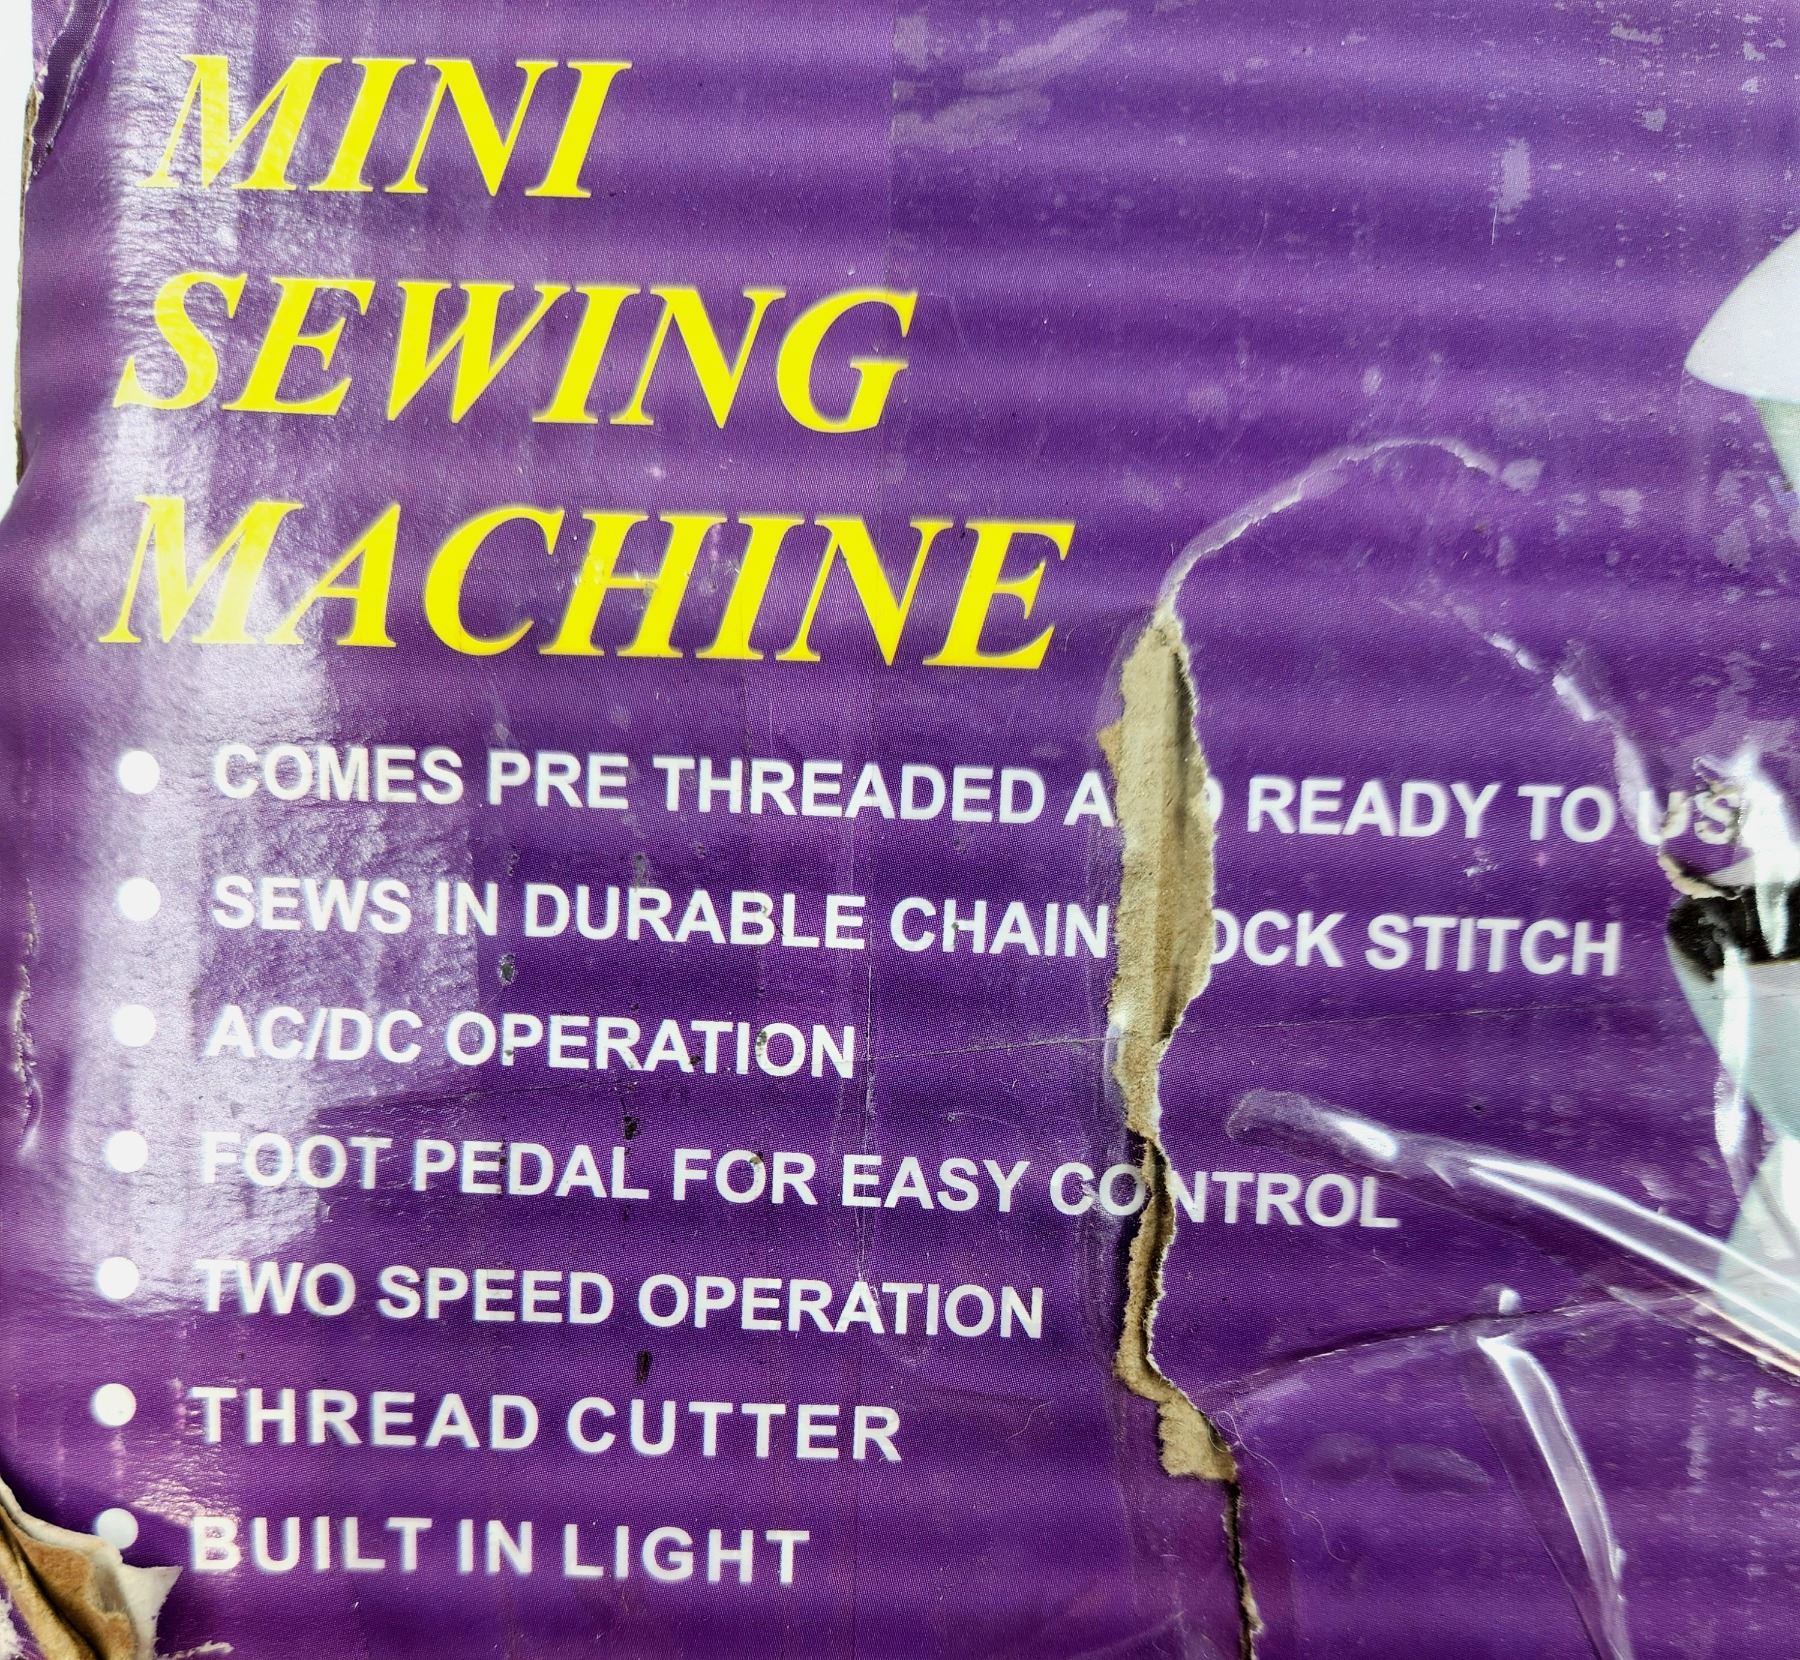 MINI
SEWING
MACHINE
COMES PRE THREADED READY TO
SEWS IN DURABLE CHAIN STITCH
AC/DC OPERATION
FOOT PEDAL FOR EASY CONTROL
TWO SPEED OPERATION
THREAD CUTTER
BUILT IN LIGHT